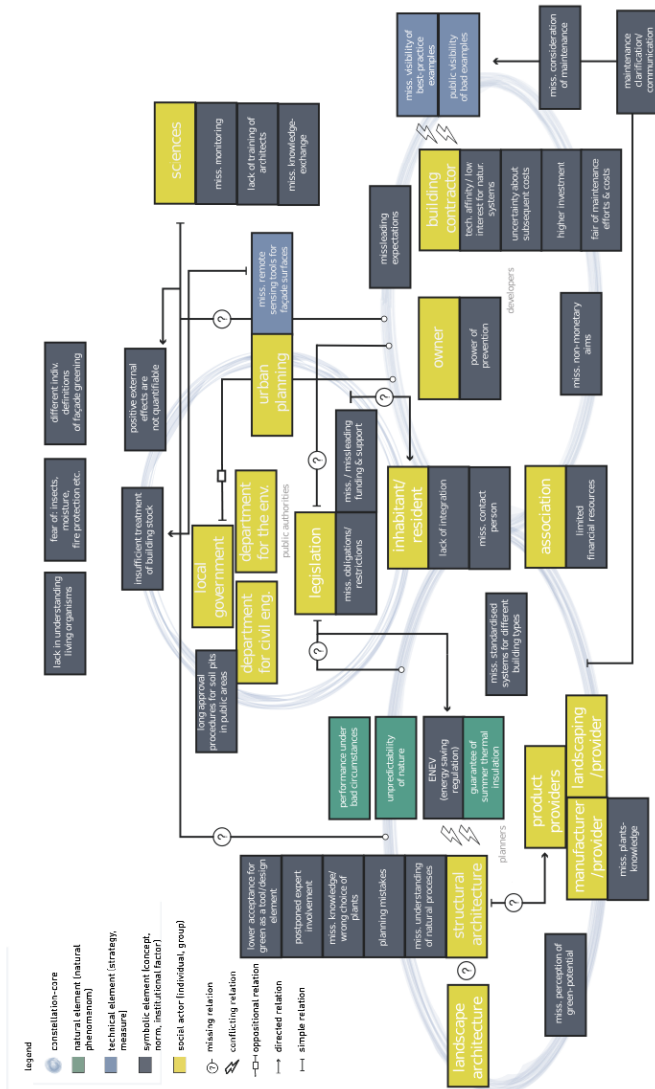 legend
constellation-core
natural element (natural
phenomenom)
technical element (strategy,
measure)
symbolic element (concept,
norm, institutional factor)
social actor (individual, group)
missing relation
conflicting relation
oppositional relation
directed relation
simple relation
lack in understanding
living organisms
fear of: insects,
moisture,
fire protection etc.
different indiv.
definitions
of façade greening
insufficient treatment
of building stock
positive external
effects are
not quantifiable
sciences
miss. monitoring
lack of training of
architects
miss. knowledge-
exchange
long approval
procedures for soil pits
in public areas
local
government
department
for civil eng.
department
for the env.
public authorities
urban
planning
miss. remote
sensing tools for
façade surfaces
legislation
miss. obligations/
restrictions
miss. / missleading
funding & support
?
?
?
?
?
lower acceptance for
green as a tool/design
element
postponed expert
involvement
miss. knowledge/
wrong choice of
plants
planning mistakes
miss. understanding
of natural proceses
structural
architecture
landscape
architecture
?
?
planners
performance under
bad circumstances
unpredictability
of nature
ENEV
(energy saving
regulation)
guarantee of
summer thermal
insulation
inhabitant/
resident
lack of integration
miss. contact
person
owner
power of
prevention
missleading
expectations
developers
building
contractor
tech. affinity / low
interest for natur.
systems
uncertainty about
subsequent costs
higher investment
fair of maintenance
efforts & costs
miss. visibility of
best-practice
examples
public visibility
of bad examples
miss. consideration
of maintenance
maintenance
clarification/
communication
miss. perception of
green-potential
product
providers
manufacturer
/provider
landscaping
/provider
miss. plants-
knowledge
miss. standardised
systems for different
building types
association
limited
financial resources
miss. non-monetary
aims